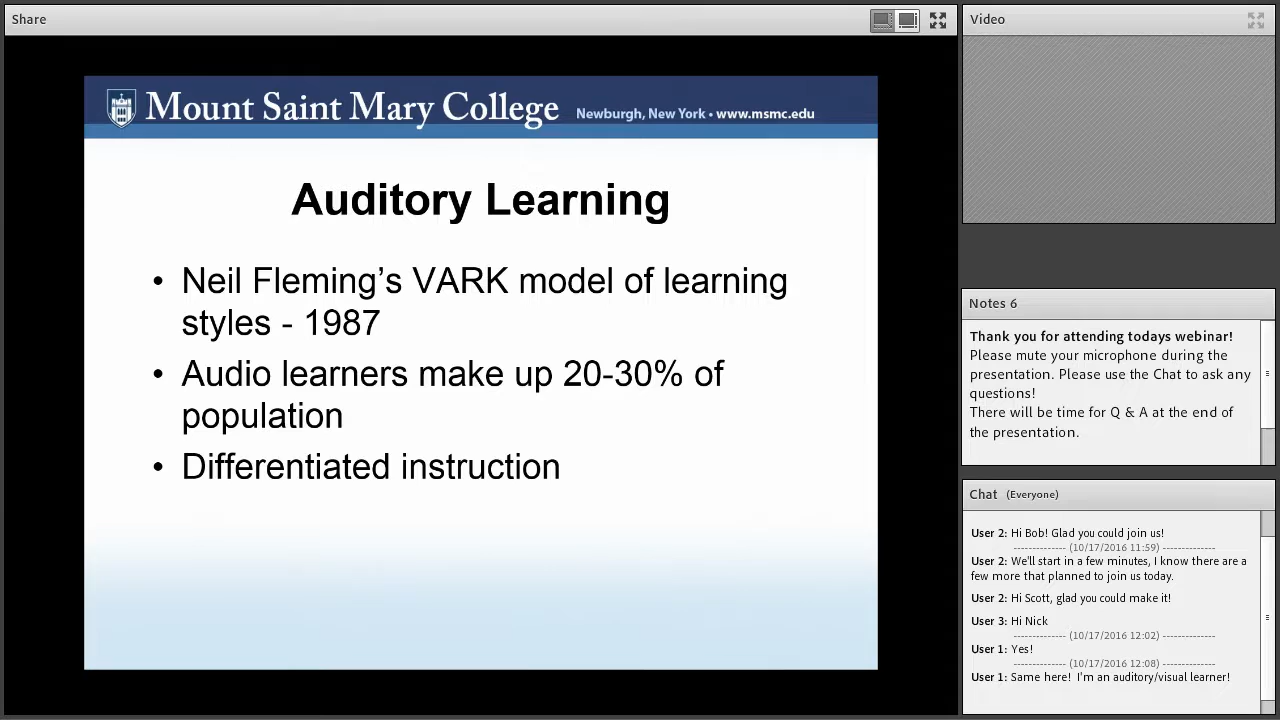 Share
Mount Saint Mary College Newburgh, New York • www.msmc.edu
Auditory Learning
• Neil Fleming’s VARK model of learning
styles - 1987
• Audio learners make up 20-30% of
population
• Differentiated instruction
Video
Notes 6
Thank you for attending todays webinar!
Please mute your microphone during the
presentation. Please use the Chat to ask any
questions!
There will be time for Q & A at the end of
the presentation.
Chat (Everyone)
User 2: Hi Bob! Glad you could join us!
-------------- (10/17/2016 11:59) --------------
User 2: We'll start in a few minutes, I know there are a
few more that planned to join us today.
User 2: Hi Scott, glad you could make it!
User 3: Hi Nick
-------------- (10/17/2016 12:02) --------------
User 1: Yes!
-------------- (10/17/2016 12:08) --------------
User 1: Same here! I'm an auditory/visual learner!